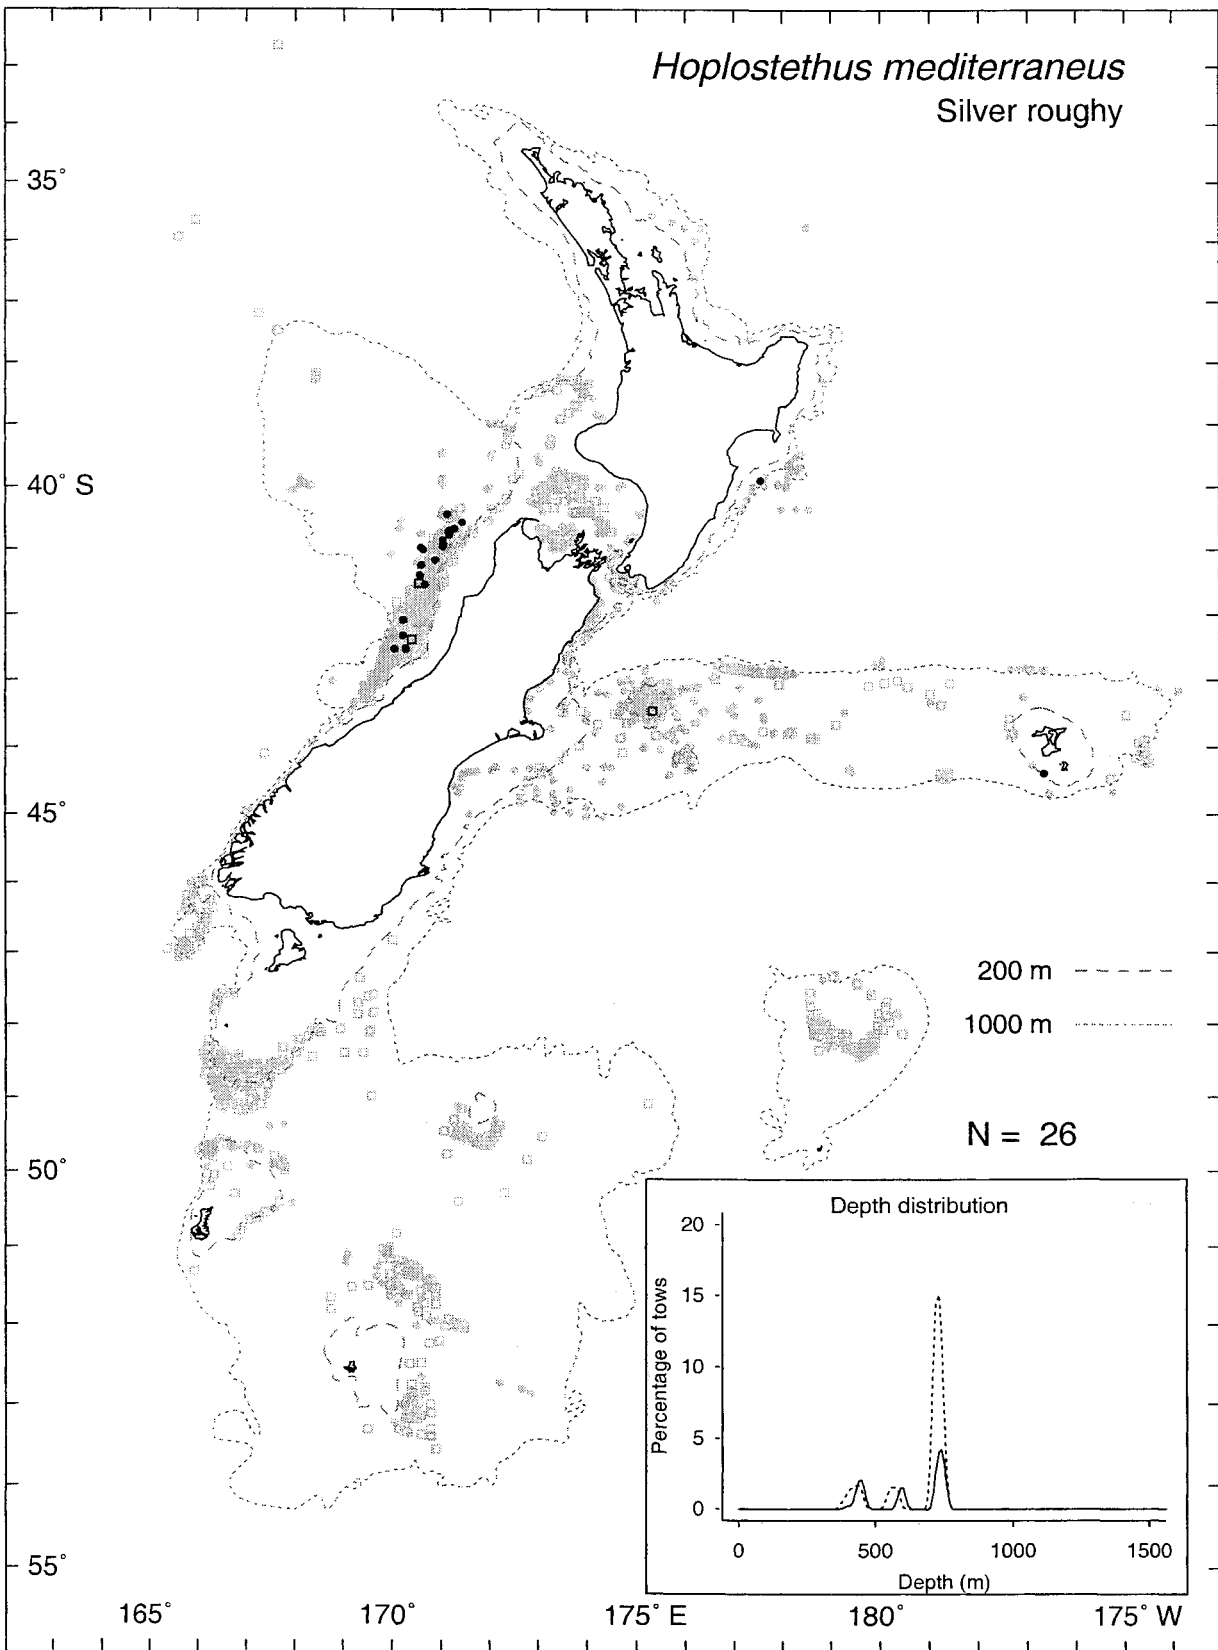 Hoplostethus mediterraneus
Silver roughy
35°
40° S
45°
200 m
1000 m
N = 26
50°
Depth distribution
20
15
10
5
0
Percentage of tows
0 500 1000 1500
Depth (m)
55°
165° 170° 175° E 180° 175° W